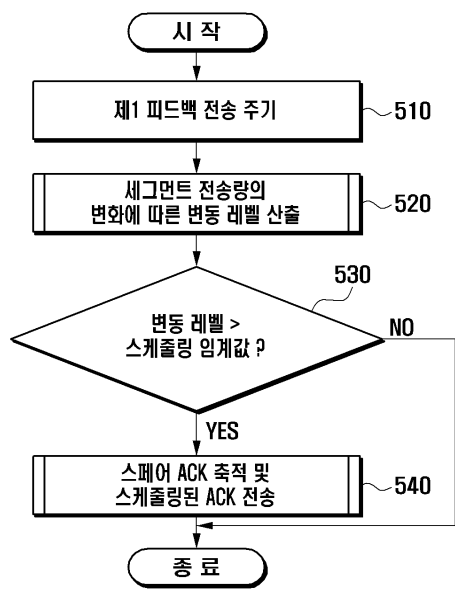 시 작
제1 피드백 전송 주기
510
세그먼트 전송량의
변화에 따른 변동 레벨 산출
520
530
변동 레벨 >
스케줄링 임계값 ?
NO
YES
스페어 ACK 축적 및
스케줄링된 ACK 전송
540
종 료